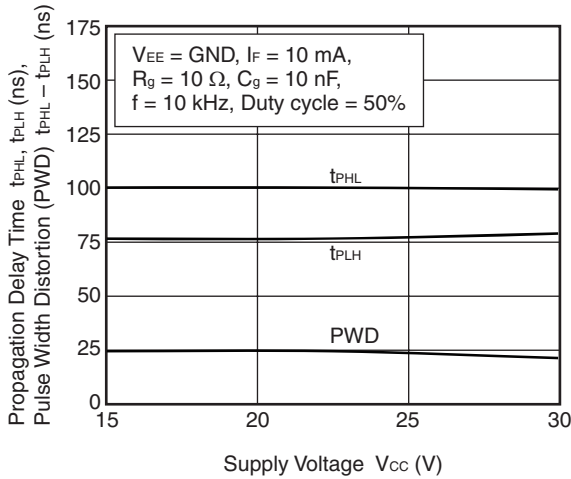 Propagation Delay Time tPHL, tPLH (ns),
Pulse Width Distortion (PWD) tPHL – tPLH (ns)
175
150
125
100
75
50
25
0
VEE = GND, IF = 10 mA,
Rg = 10 Ω, Cg = 10 nF,
f = 10 kHz, Duty cycle = 50%
tPHL
tPLH
PWD
15
20
25
30
Supply Voltage VCC (V)